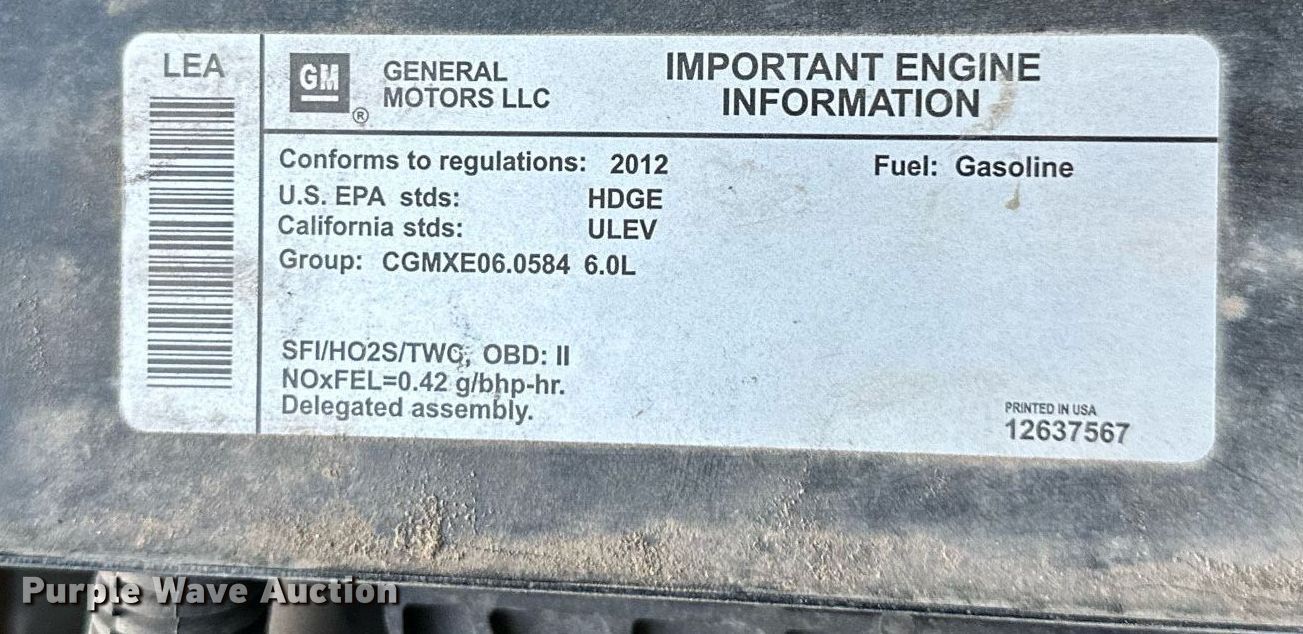 LEA
GM
®
GENERAL
MOTORS LLC
IMPORTANT ENGINE
INFORMATION
Conforms to regulations: 2012
Fuel: Gasoline
U.S. EPA stds: HDGE
California stds: ULEV
Group: CGMXE06.0584 6.0L
SFI/HO2S/TWC, OBD: II
NOxFEL=0.42 g/bhp-hr.
Delegated assembly.
PRINTED IN USA
12637567
Purple Wave Auction